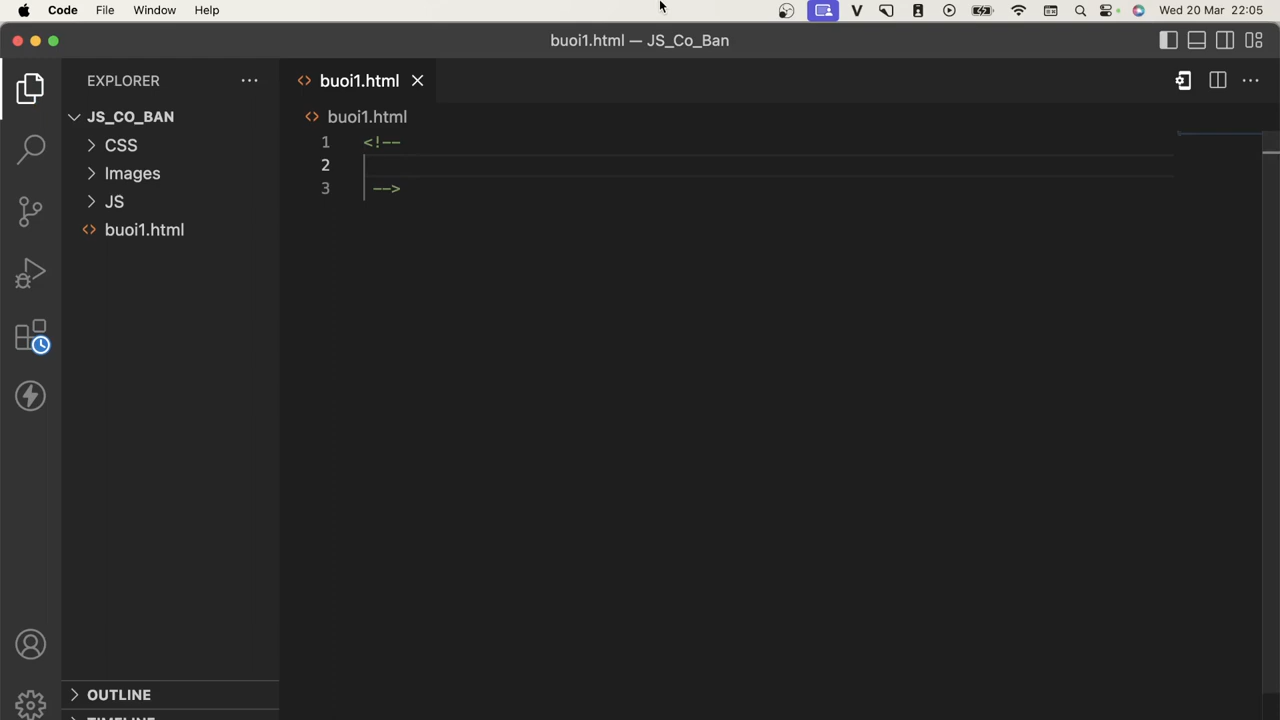 Code File Window Help Wed 20 Mar 22:05
buoi1.html — JS_Co_Ban
EXPLORER
buoi1.html
JS_CO_BAN
buoi1.html
CSS
Images
JS
buoi1.html
1 <!--
2
3 -->
OUTLINE
TIMELINE